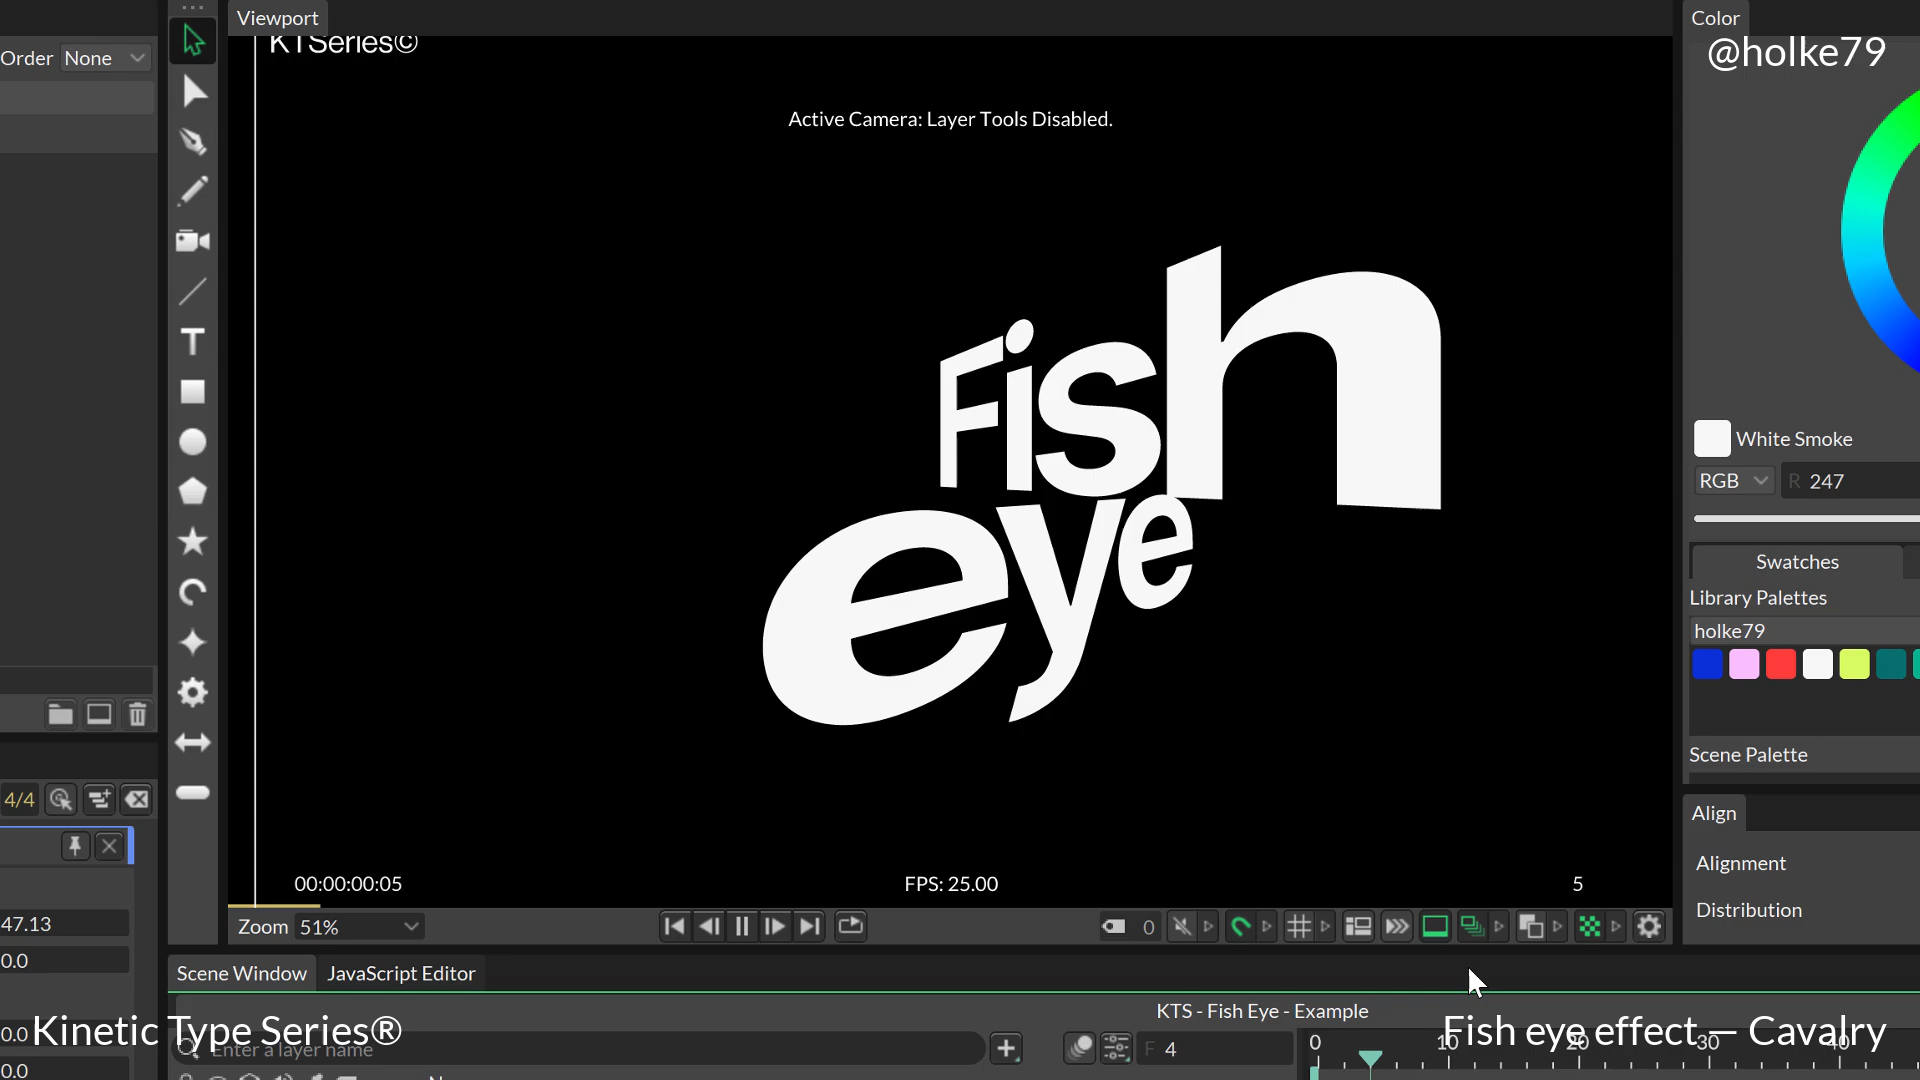 Viewport
Color
Order None
KTSeries©
@holke79
Active Camera: Layer Tools Disabled.
Fish
eye
White Smoke
RGB R 247
Swatches
Library Palettes
holke79
Scene Palette
4/4
Align
Alignment
Distribution
00:00:00:05 FPS: 25.00 5
47.13
Zoom 51% 0
0.0
Scene Window JavaScript Editor
KTS - Fish Eye - Example
0.0
Kinetic Type Series® Fish eye effect — Cavalry
Enter a layer name F 4 0 10 20 30 40
0.0